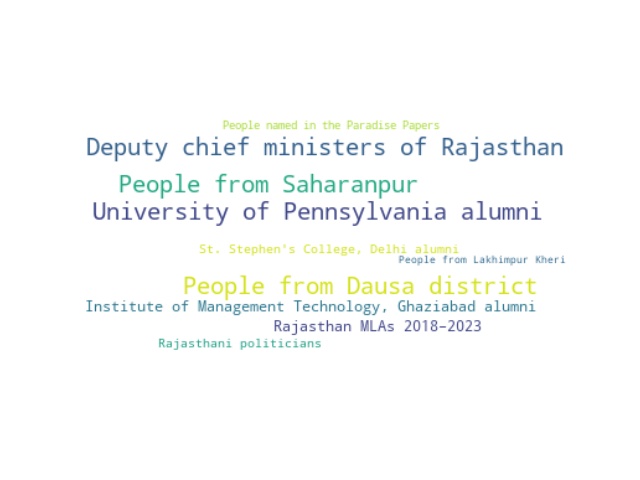 People named in the Paradise Papers
Deputy chief ministers of Rajasthan
People from Saharanpur
University of Pennsylvania alumni
St. Stephen's College, Delhi alumni
People from Lakhimpur Kheri
People from Dausa district
Institute of Management Technology, Ghaziabad alumni
Rajasthan MLAs 2018–2023
Rajasthani politicians